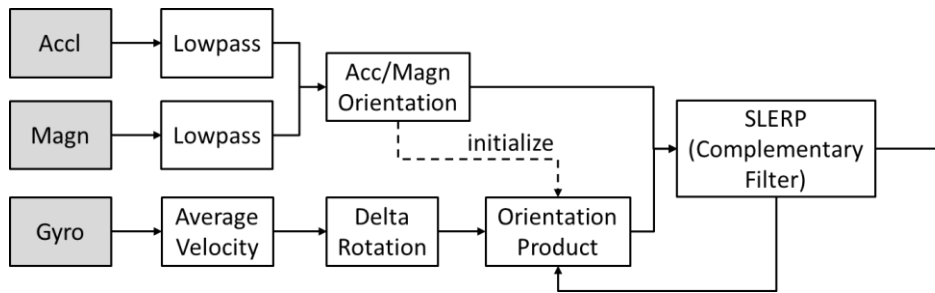 Accl
Lowpass
Magn
Lowpass
Acc/Magn
Orientation
initialize
SLERP
(Complementary
Filter)
Gyro
Average
Velocity
Delta
Rotation
Orientation
Product